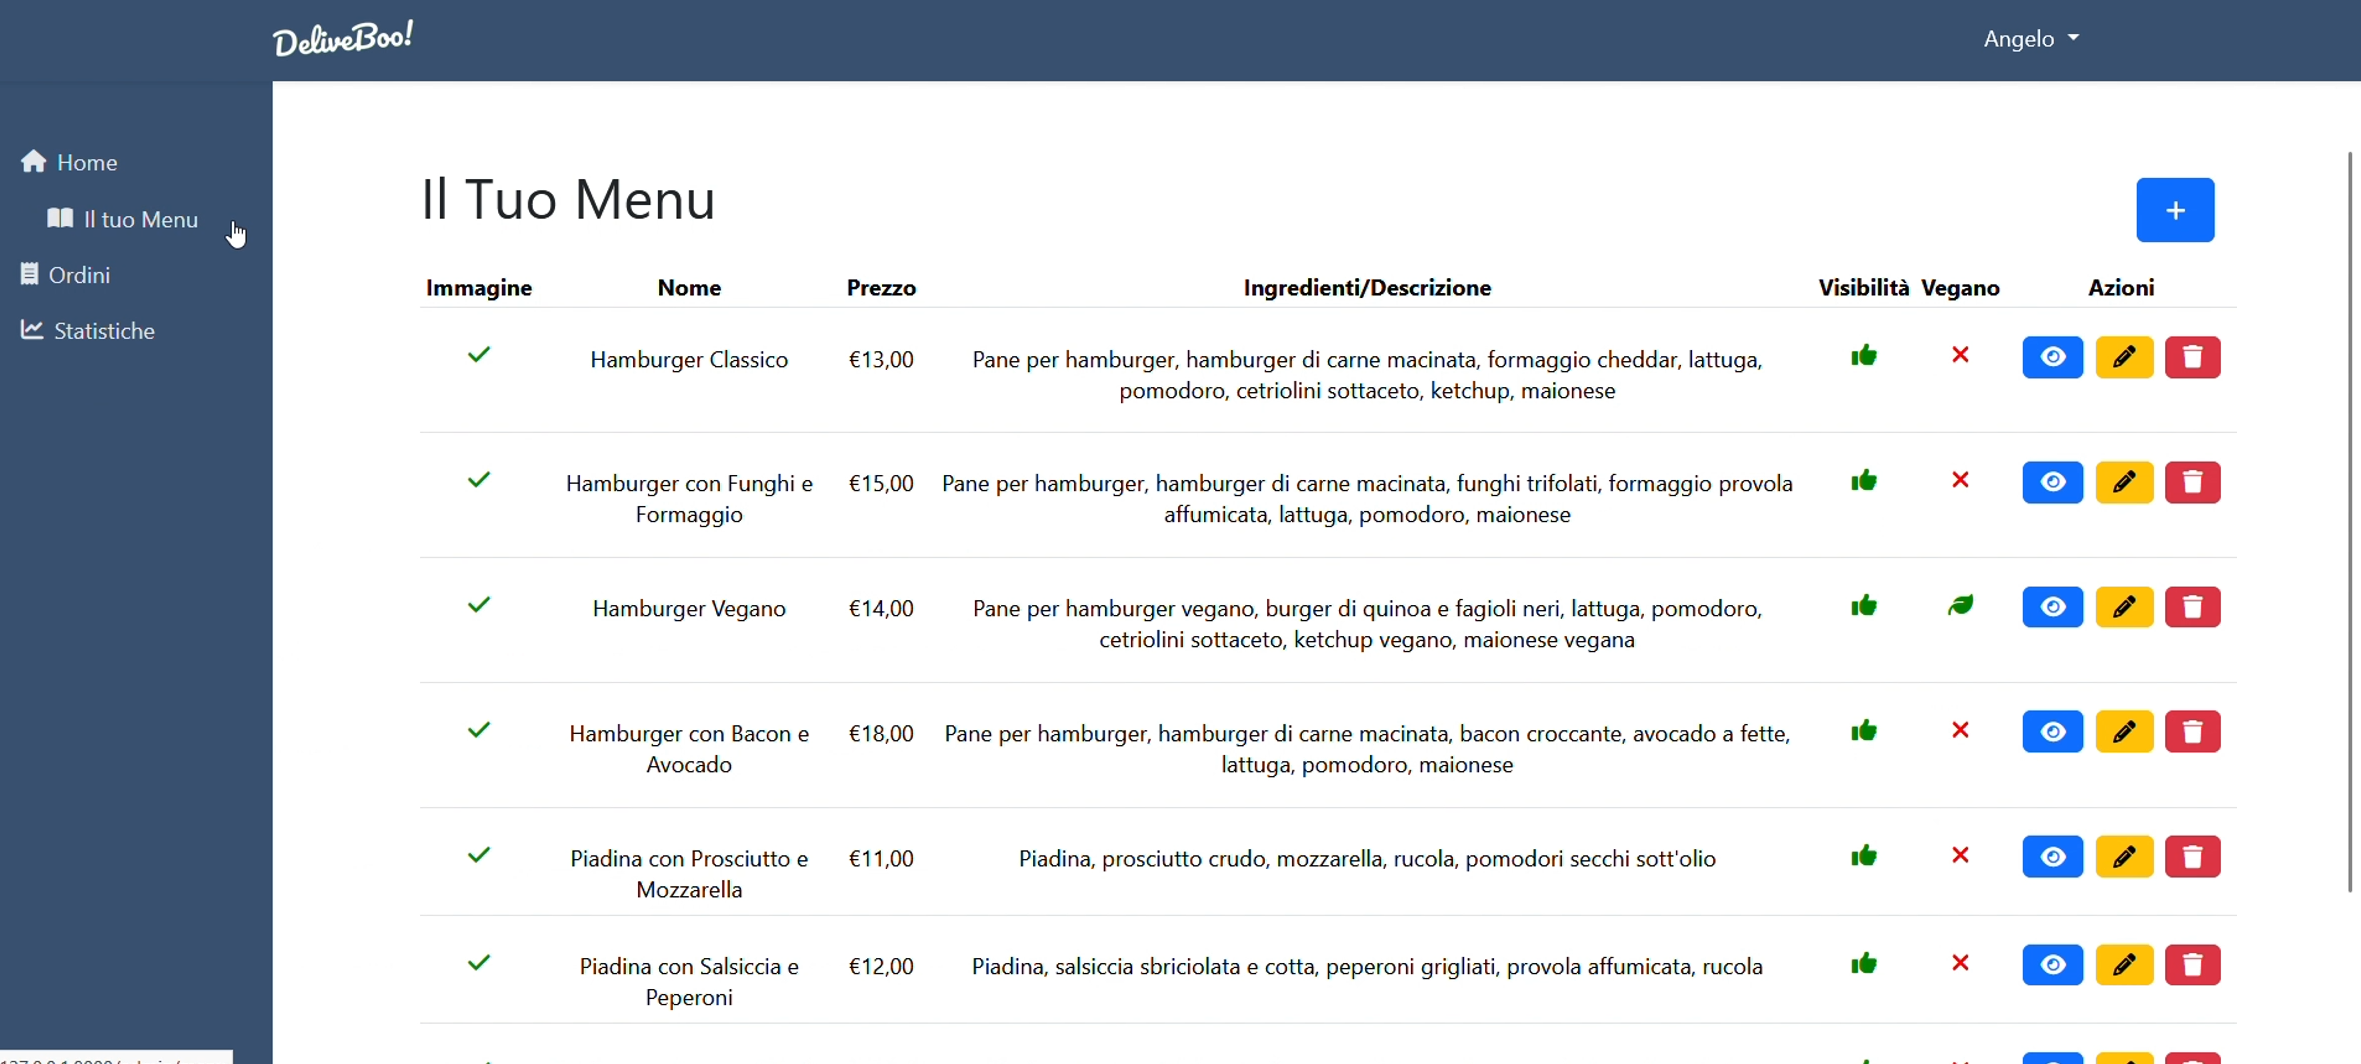 DeliveBoo!
Angelo
Home
Il tuo Menu
Ordini
Statistiche
Il Tuo Menu
+
Immagine Nome Prezzo Ingredienti/Descrizione Visibilità Vegano Azioni
Hamburger Classico €13,00 Pane per hamburger, hamburger di carne macinata, formaggio cheddar, lattuga,
pomodoro, cetriolini sottaceto, ketchup, maionese
Hamburger con Funghi e €15,00 Pane per hamburger, hamburger di carne macinata, funghi trifolati, formaggio provola
Formaggio affumicata, lattuga, pomodoro, maionese
Hamburger Vegano €14,00 Pane per hamburger vegano, burger di quinoa e fagioli neri, lattuga, pomodoro,
cetriolini sottaceto, ketchup vegano, maionese vegana
Hamburger con Bacon e €18,00 Pane per hamburger, hamburger di carne macinata, bacon croccante, avocado a fette,
Avocado lattuga, pomodoro, maionese
Piadina con Prosciutto e €11,00 Piadina, prosciutto crudo, mozzarella, rucola, pomodori secchi sott'olio
Mozzarella
Piadina con Salsiccia e €12,00 Piadina, salsiccia sbriciolata e cotta, peperoni grigliati, provola affumicata, rucola
Peperoni